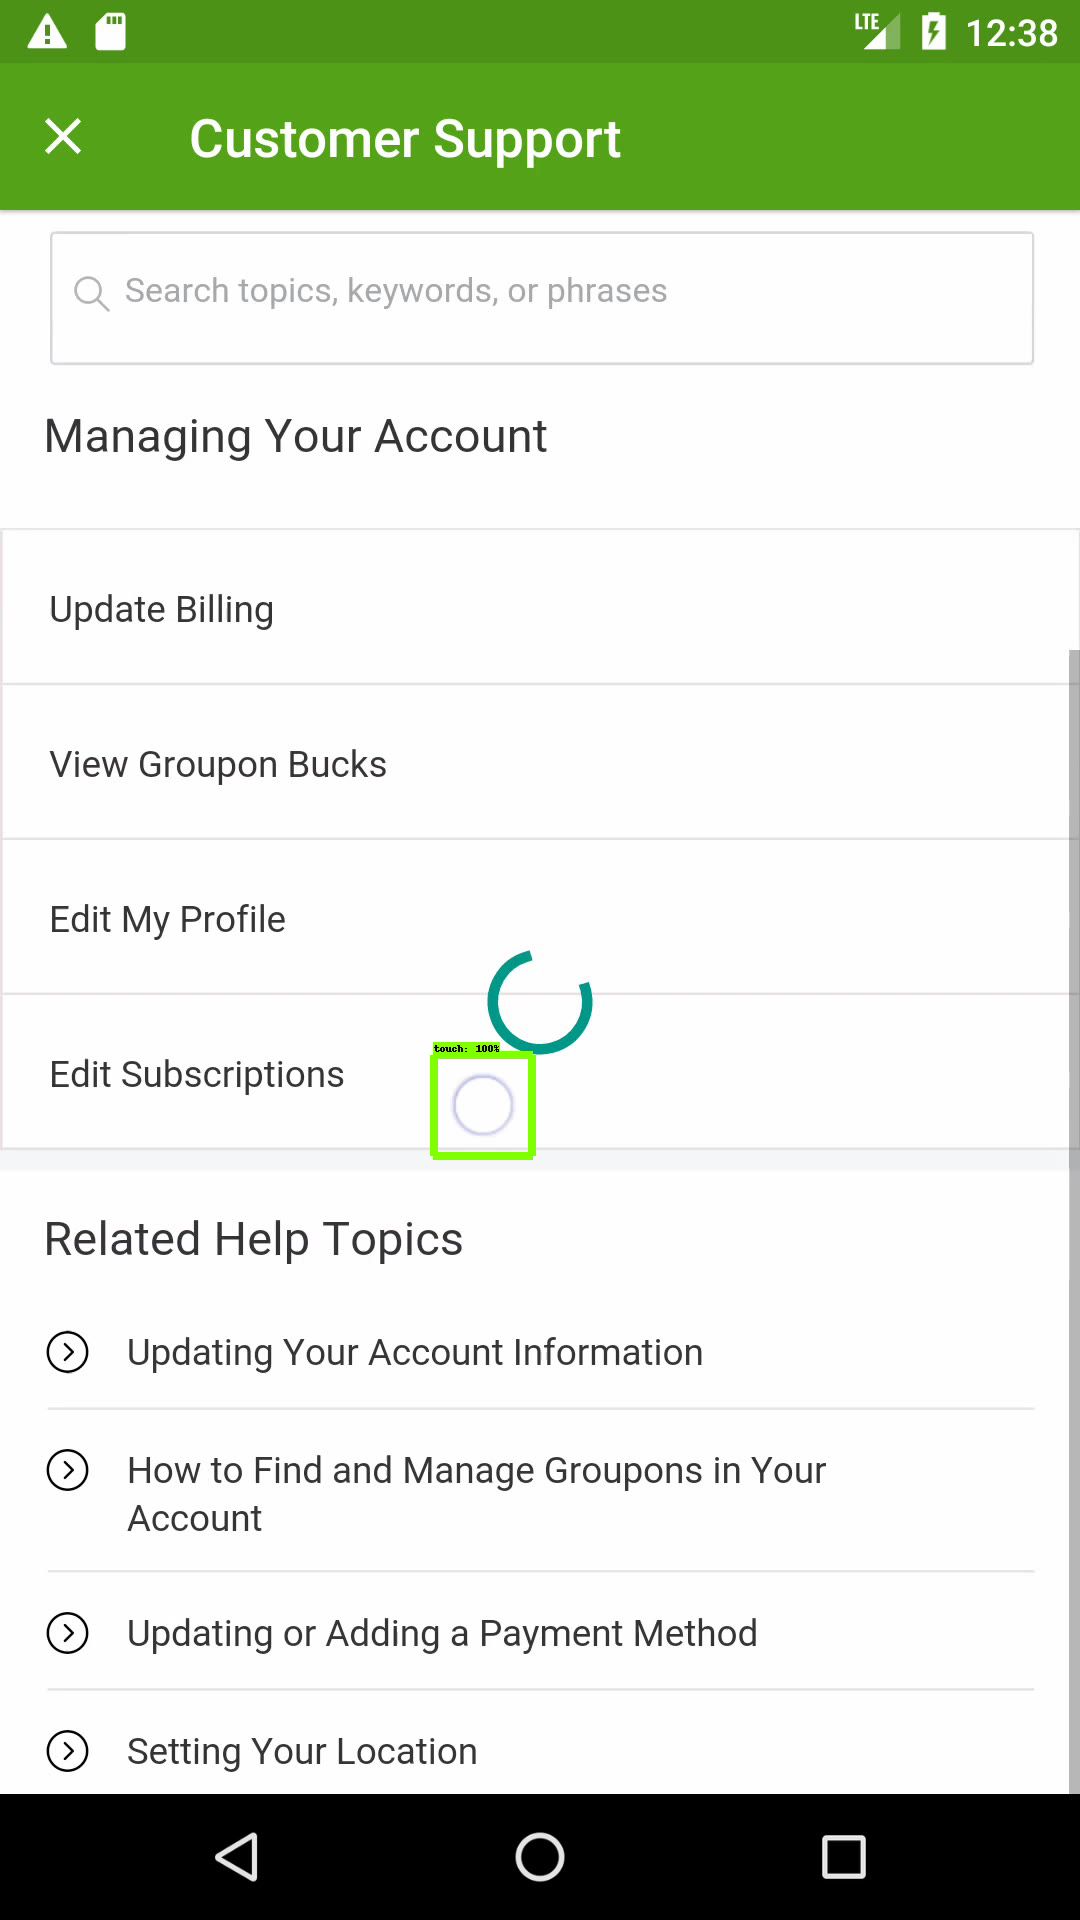 LTE 12:38
Customer Support
Search topics, keywords, or phrases
Managing Your Account
Update Billing
View Groupon Bucks
Edit My Profile
touch: 100%
Edit Subscriptions
Related Help Topics
Updating Your Account Information
How to Find and Manage Groupons in Your
Account
Updating or Adding a Payment Method
Setting Your Location